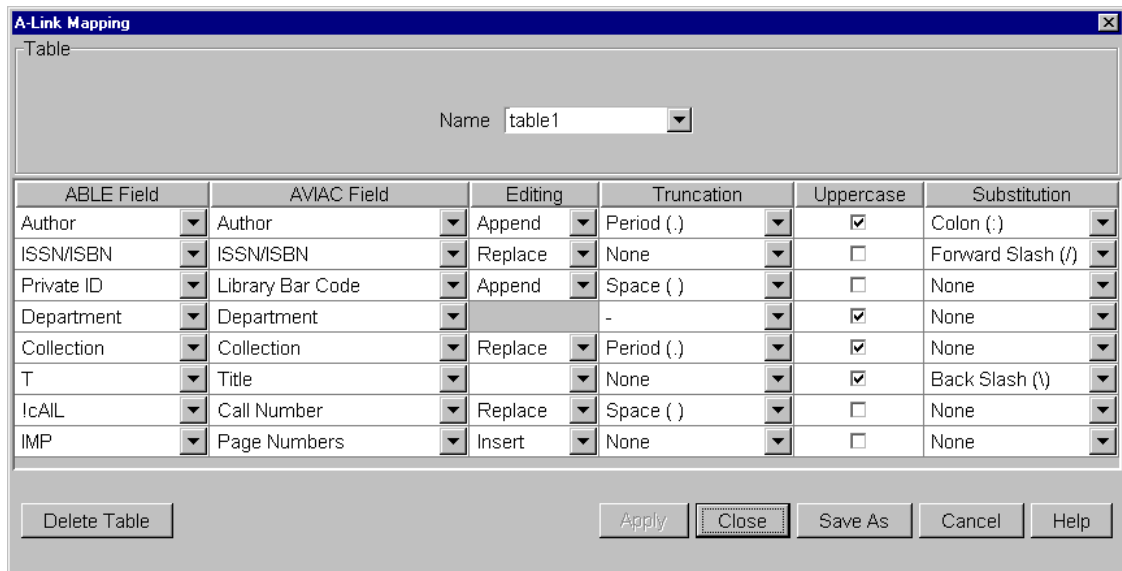 A-Link Mapping
Table
Name table1
ABLE Field AVIAC Field Editing Truncation Uppercase Substitution
Author Author Append Period (.) Colon (:)
ISSN/ISBN ISSN/ISBN Replace None Forward Slash (/)
Private ID Library Bar Code Append Space ( ) None
Department Department - None
Collection Collection Replace Period (.) None
T Title None Back Slash (\)
!cAlL Call Number Replace Space ( ) None
IMP Page Numbers Insert None None
Delete Table Apply Close Save As Cancel Help